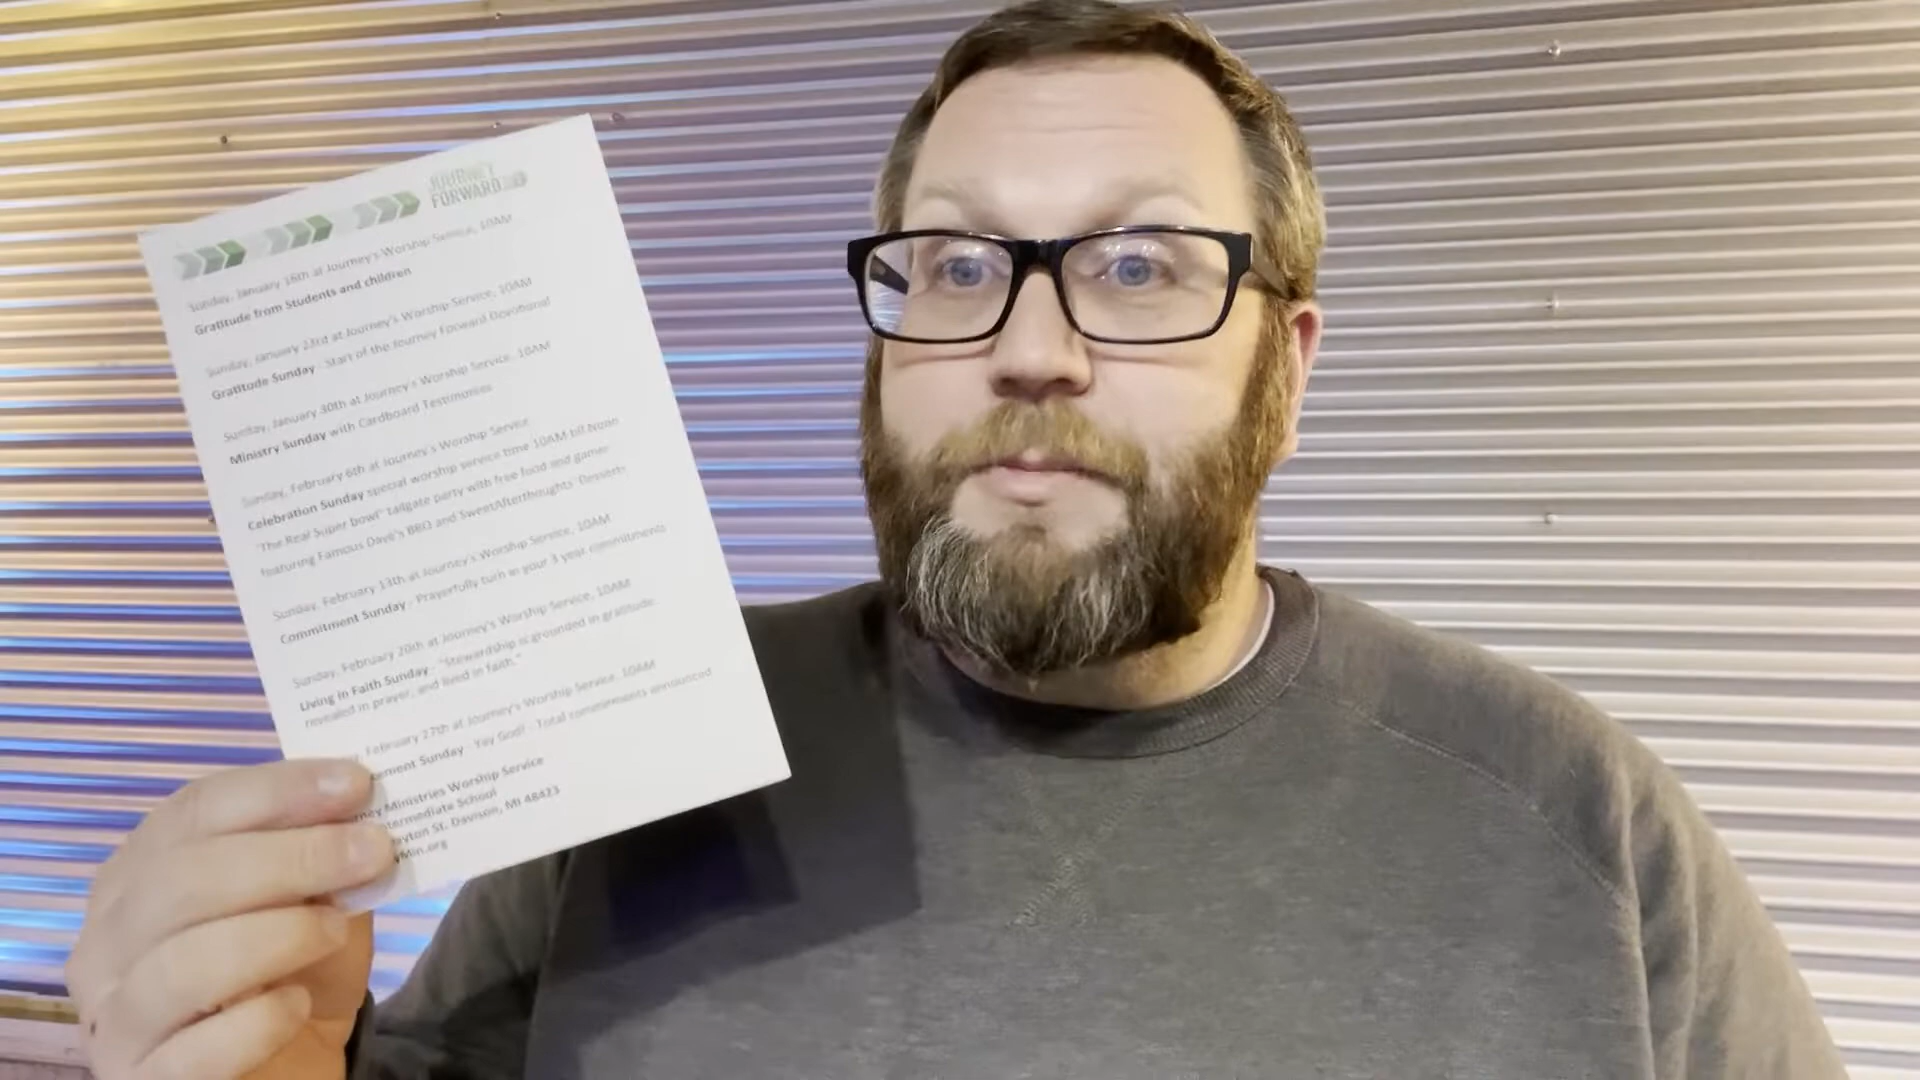 JOURNEY
FORWARD
Sunday, January 16th at Journey's Worship Service, 10AM
Gratitude from Students and children
Sunday, January 23rd at Journey's Worship Service, 10AM
Gratitude Sunday - Start of the Journey Forward Devotional
Sunday, January 30th at Journey's Worship Service, 10AM
Ministry Sunday with Cardboard Testimonies
Sunday, February 6th at Journey's Worship Service
Celebration Sunday special worship service time 10AM till Noon
"The Real Super bowl" tailgate party with free food and games
featuring Famous Dave's BBQ and SweetAfterthoughts Desserts
Sunday, February 13th at Journey's Worship Service, 10AM
Commitment Sunday - Prayerfully turn in your 3 year commitments
Sunday, February 20th at Journey's Worship Service, 10AM
Living in Faith Sunday - "Stewardship is grounded in gratitude,
revealed in prayer, and lived in faith."
February 27th at Journey's Worship Service, 10AM
ement Sunday - Yay God! - Total commitments announced
ney Ministries Worship Service
ntermediate School
ayton St. Davison, MI 48423
yMin.org